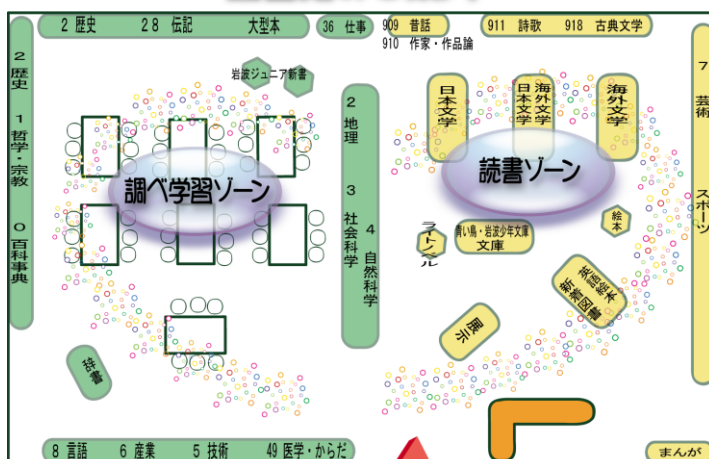 2 歴史 28 伝記 大型本
36 仕事
909 昔話
910 作家・作品論
911 詩歌 918 古典文学
2 歴史 1 哲学・宗教 0 百科事典
岩波ジュニア新書
2 地理 3 社会科学
4 自然科学
日本文学
海外文学
日本文学
海外文学
7 芸術 スポーツ
調べ学習ゾーン
読書ゾーン
ライトノベル
青い鳥・岩波少年文庫
文庫
絵本
英語絵本
新着図書
展示
辞書
8 言語 6 産業 5 技術 49 医学・からだ
まんが